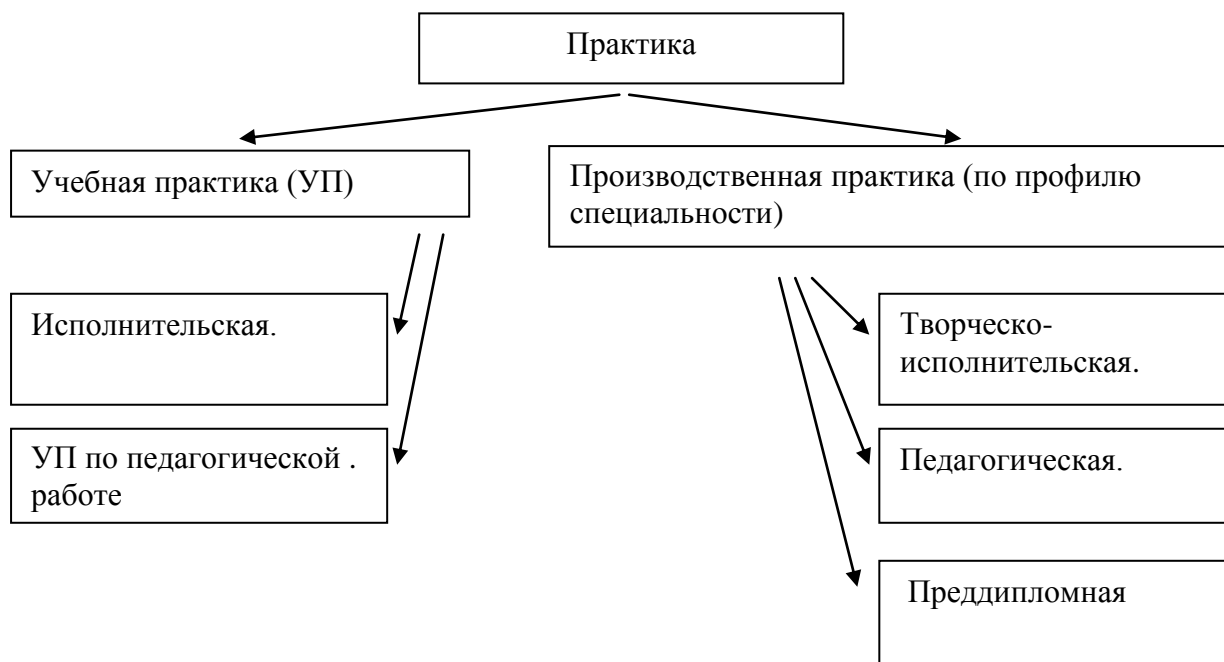 Практика
Учебная практика (УП)
Производственная практика (по профилю
специальности)
Исполнительская.
УП по педагогической .
работе
Творческо-
исполнительская.
Педагогическая.
Преддипломная